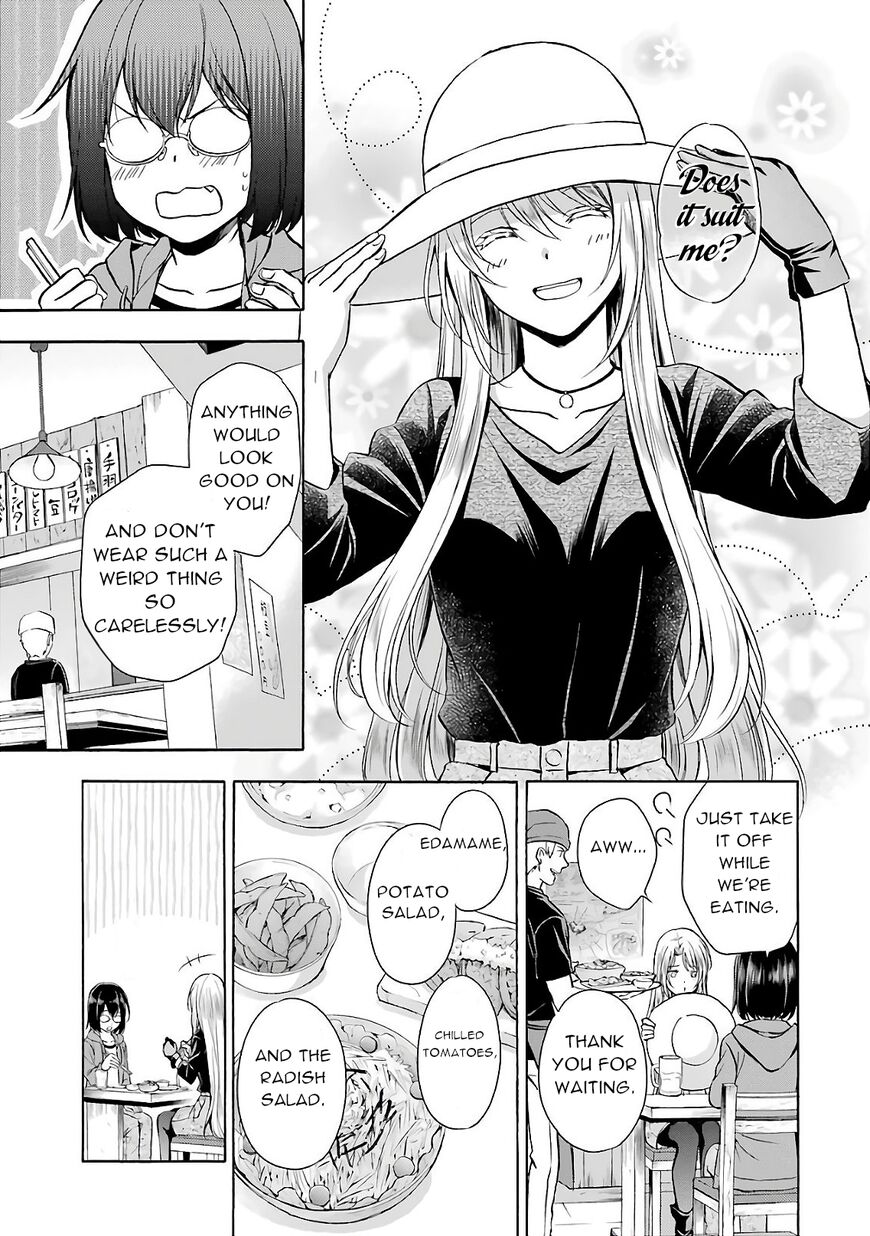 Does
it suit
me?
ANYTHING
WOULD
LOOK
GOOD ON
YOU!
AND DON'T
WEAR SUCH A
WEIRD THING
SO
CARELESSLY!
JUST TAKE
IT OFF
WHILE
WE'RE
EATING.
AWW...
THANK
YOU FOR
WAITING.
EDAMAME,
POTATO
SALAD,
CHILLED
TOMATOES,
AND THE
RADISH
SALAD.